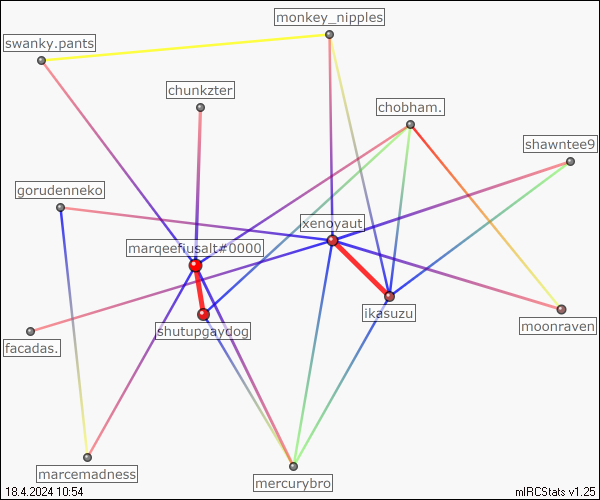 monkey_nipples
swanky.pants
chunkzter
chobham.
shawntee9
gorudenneko
xenoyaut
marqeefiusalt#0000
ikasuzu
moonraven
shutupgaydog
facadas.
marcemadness
mercurybro
18.4.2024 10:54
mIRCStats v1.25